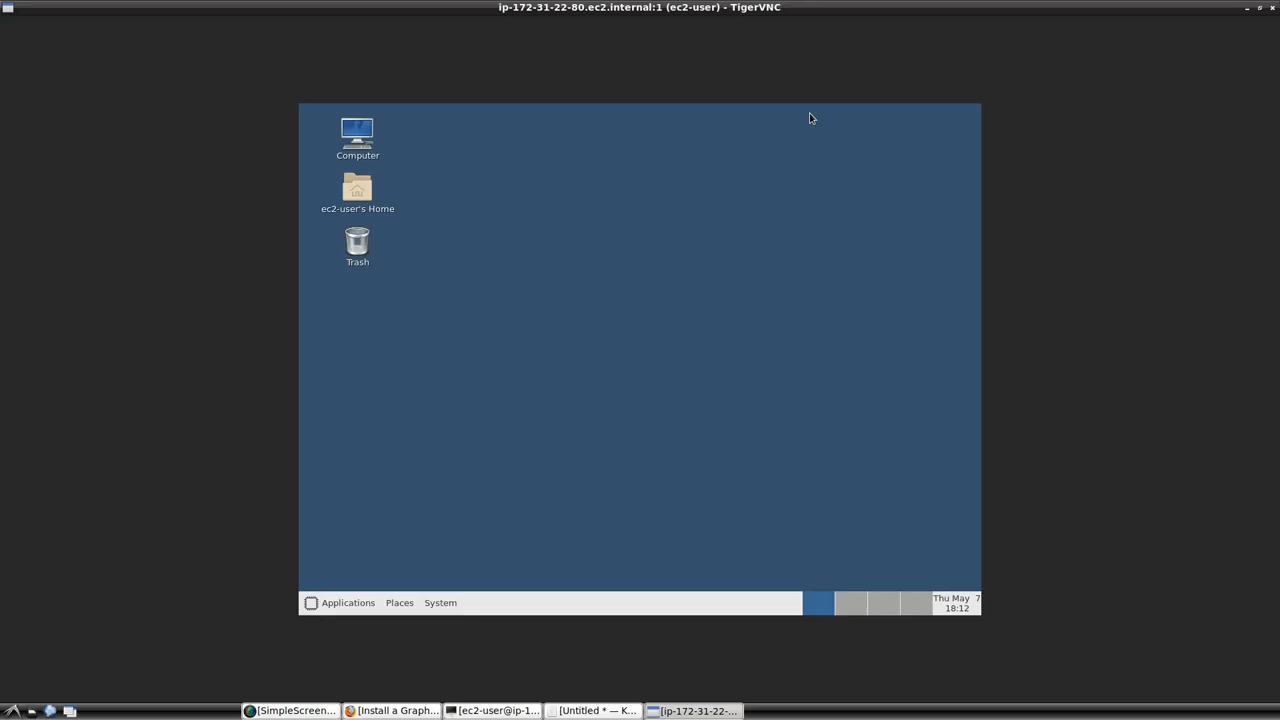 ip-172-31-22-80.ec2.internal:1 (ec2-user) - TigerVNC
Computer
ec2-user's Home
Trash
Applications Places System
Thu May 7
18:12
[SimpleScreen... [Install a Graph... [ec2-user@ip-1... [Untitled * — K... [ip-172-31-22-...